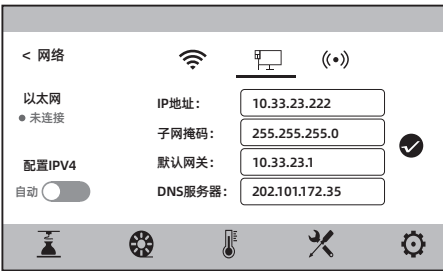 < 网络
以太网
● 未连接
配置IPV4
自动
IP地址： 10.33.23.222
子网掩码： 255.255.255.0
默认网关： 10.33.23.1
DNS服务器： 202.101.172.35